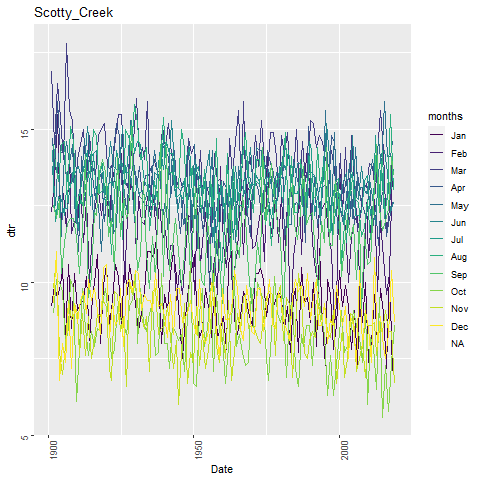 Scotty_Creek
dtr
15
10
5
1900
1950
2000
Date
months
Jan
Feb
Mar
Apr
May
Jun
Jul
Aug
Sep
Oct
Nov
Dec
NA